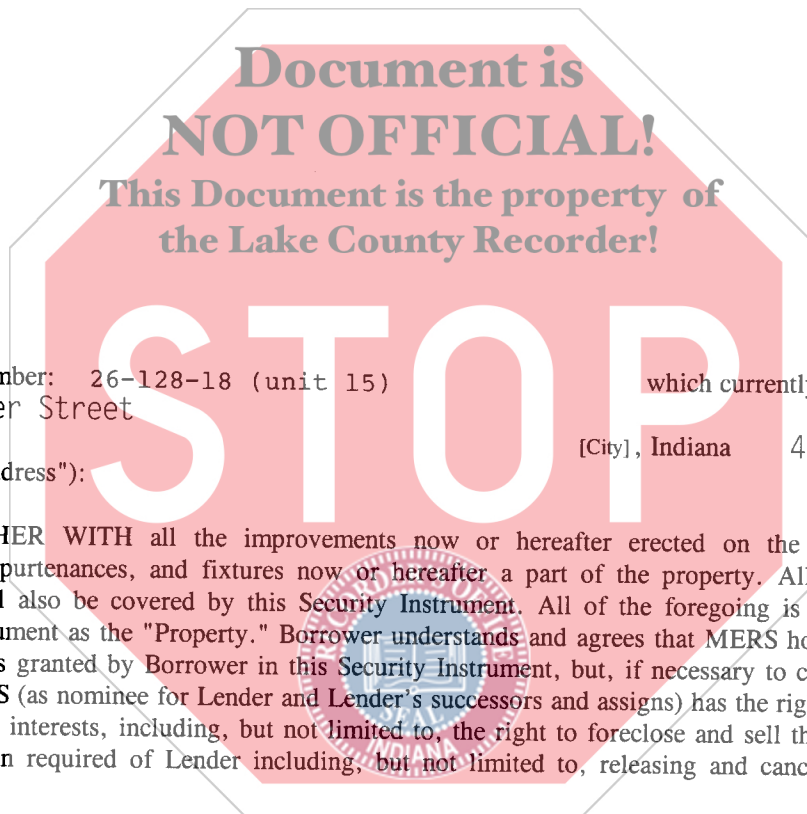 Document is
NOT OFFICIAL!
This Document is the property of
the Lake County Recorder!
STOP
nber: 26-128-18 (unit 15) which currently
er Street
[City], Indiana 4
dress"):
HER WITH all the improvements now or hereafter erected on the
purtenances, and fixtures now or hereafter a part of the property. All
l also be covered by this Security Instrument. All of the foregoing is
ument as the "Property." Borrower understands and agrees that MERS ho
s granted by Borrower in this Security Instrument, but, if necessary to c
S (as nominee for Lender and Lender's successors and assigns) has the rig
interests, including, but not limited to, the right to foreclose and sell th
n required of Lender including, but not limited to, releasing and canc
SEAL
INDIANA